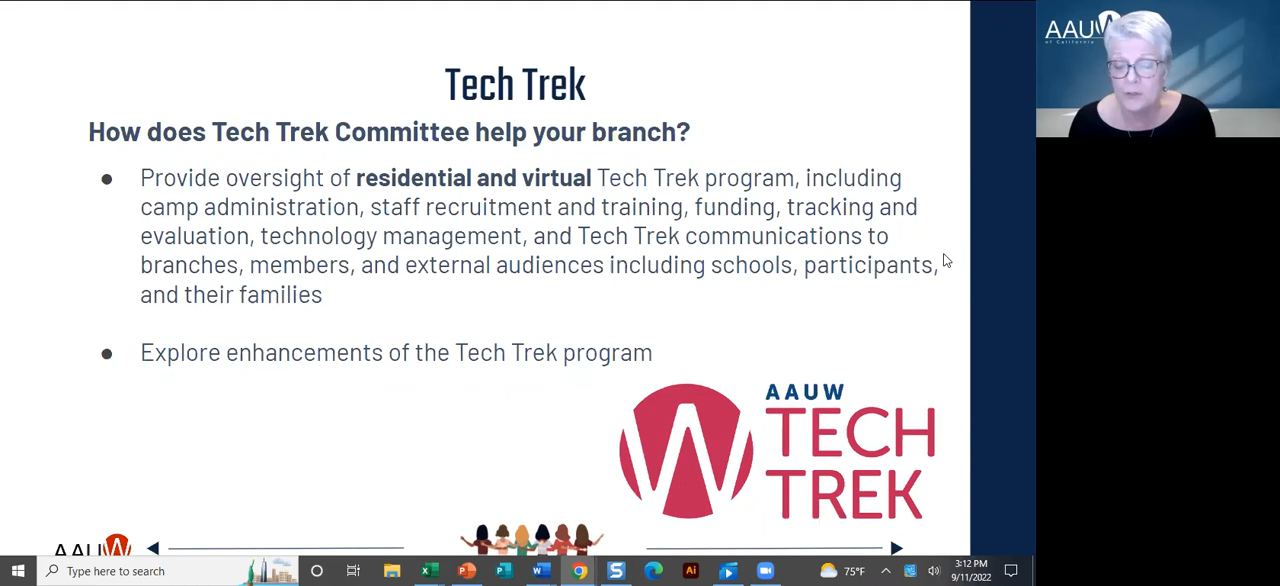 Tech Trek
How does Tech Trek Committee help your branch?
● Provide oversight of residential and virtual Tech Trek program, including
camp administration, staff recruitment and training, funding, tracking and
evaluation, technology management, and Tech Trek communications to
branches, members, and external audiences including schools, participants,
and their families
● Explore enhancements of the Tech Trek program
AAUW
TECH
TREK
AAUW
AAUW
of California
Type here to search
75°F
3:12 PM
9/11/2022